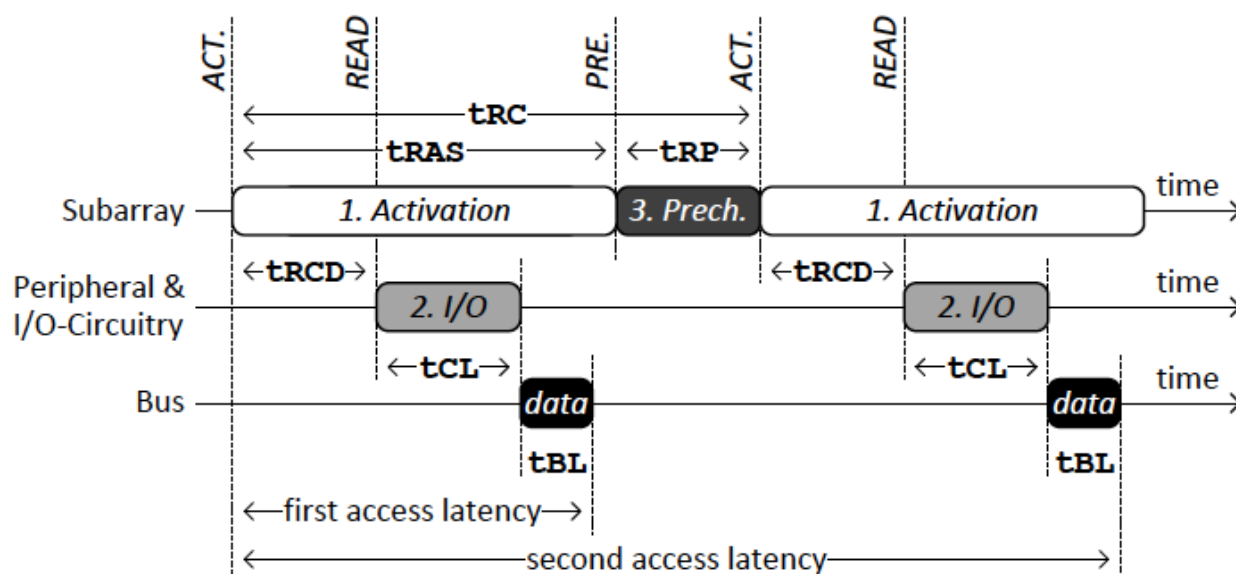 ACT.
READ
PRE.
ACT.
READ
tRC
tRAS
tRP
Subarray
1. Activation
3. Prech.
1. Activation
time
tRCD
tRCD
Peripheral &
I/O-Circuitry
2. I/O
2. I/O
time
tCL
tCL
Bus
data
data
time
tBL
tBL
first access latency
second access latency